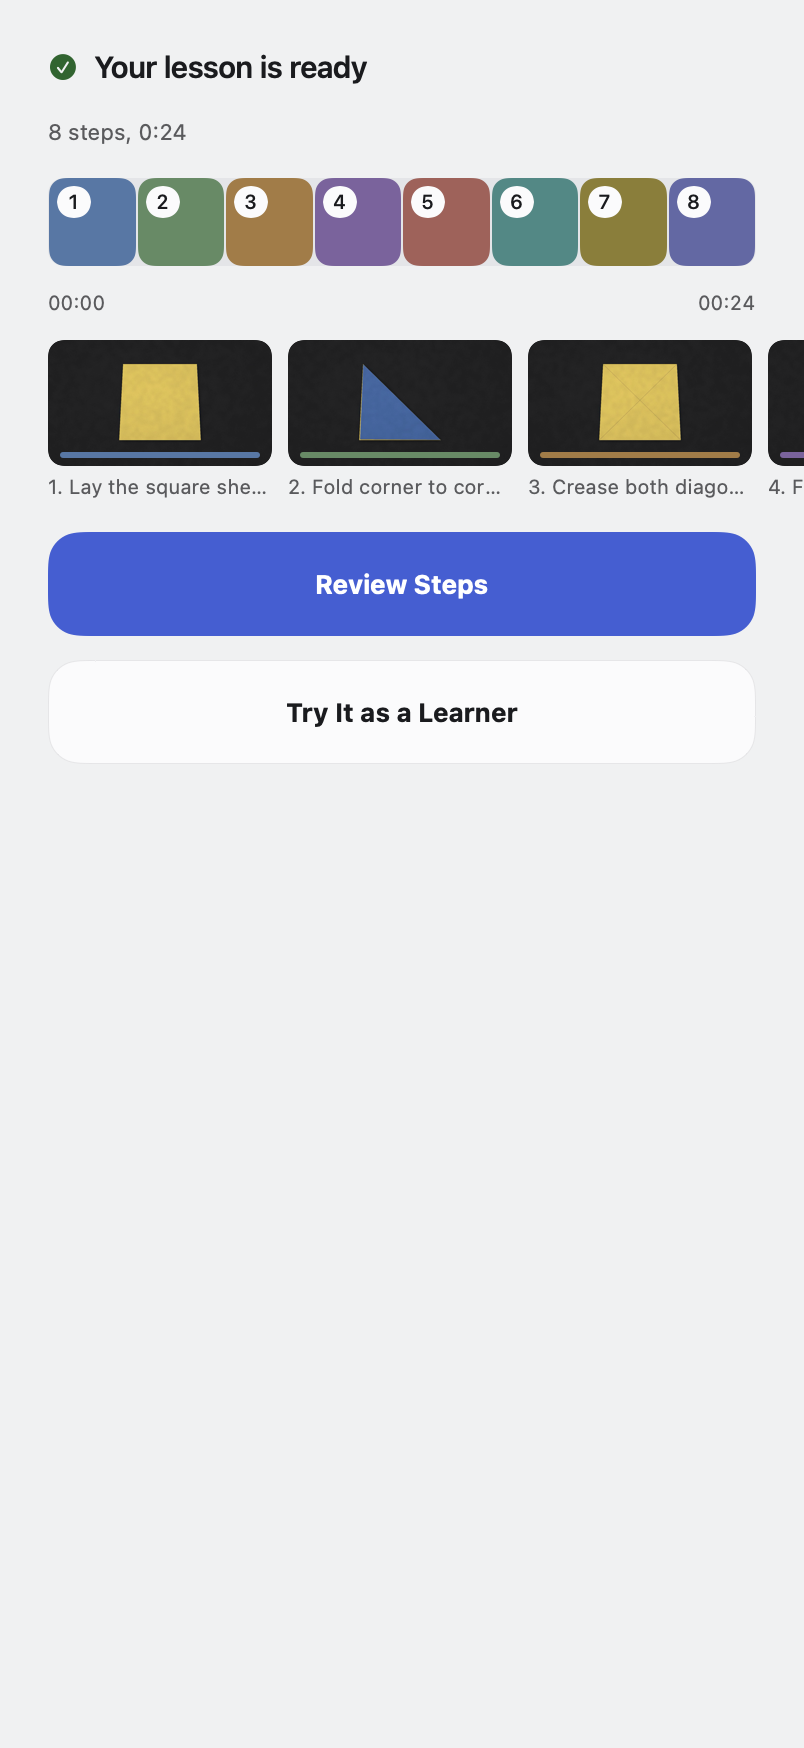 Your lesson is ready
8 steps, 0:24
1 2 3 4 5 6 7 8
00:00 00:24
1. Lay the square she... 2. Fold corner to cor... 3. Crease both diago... 4. F
Review Steps
Try It as a Learner